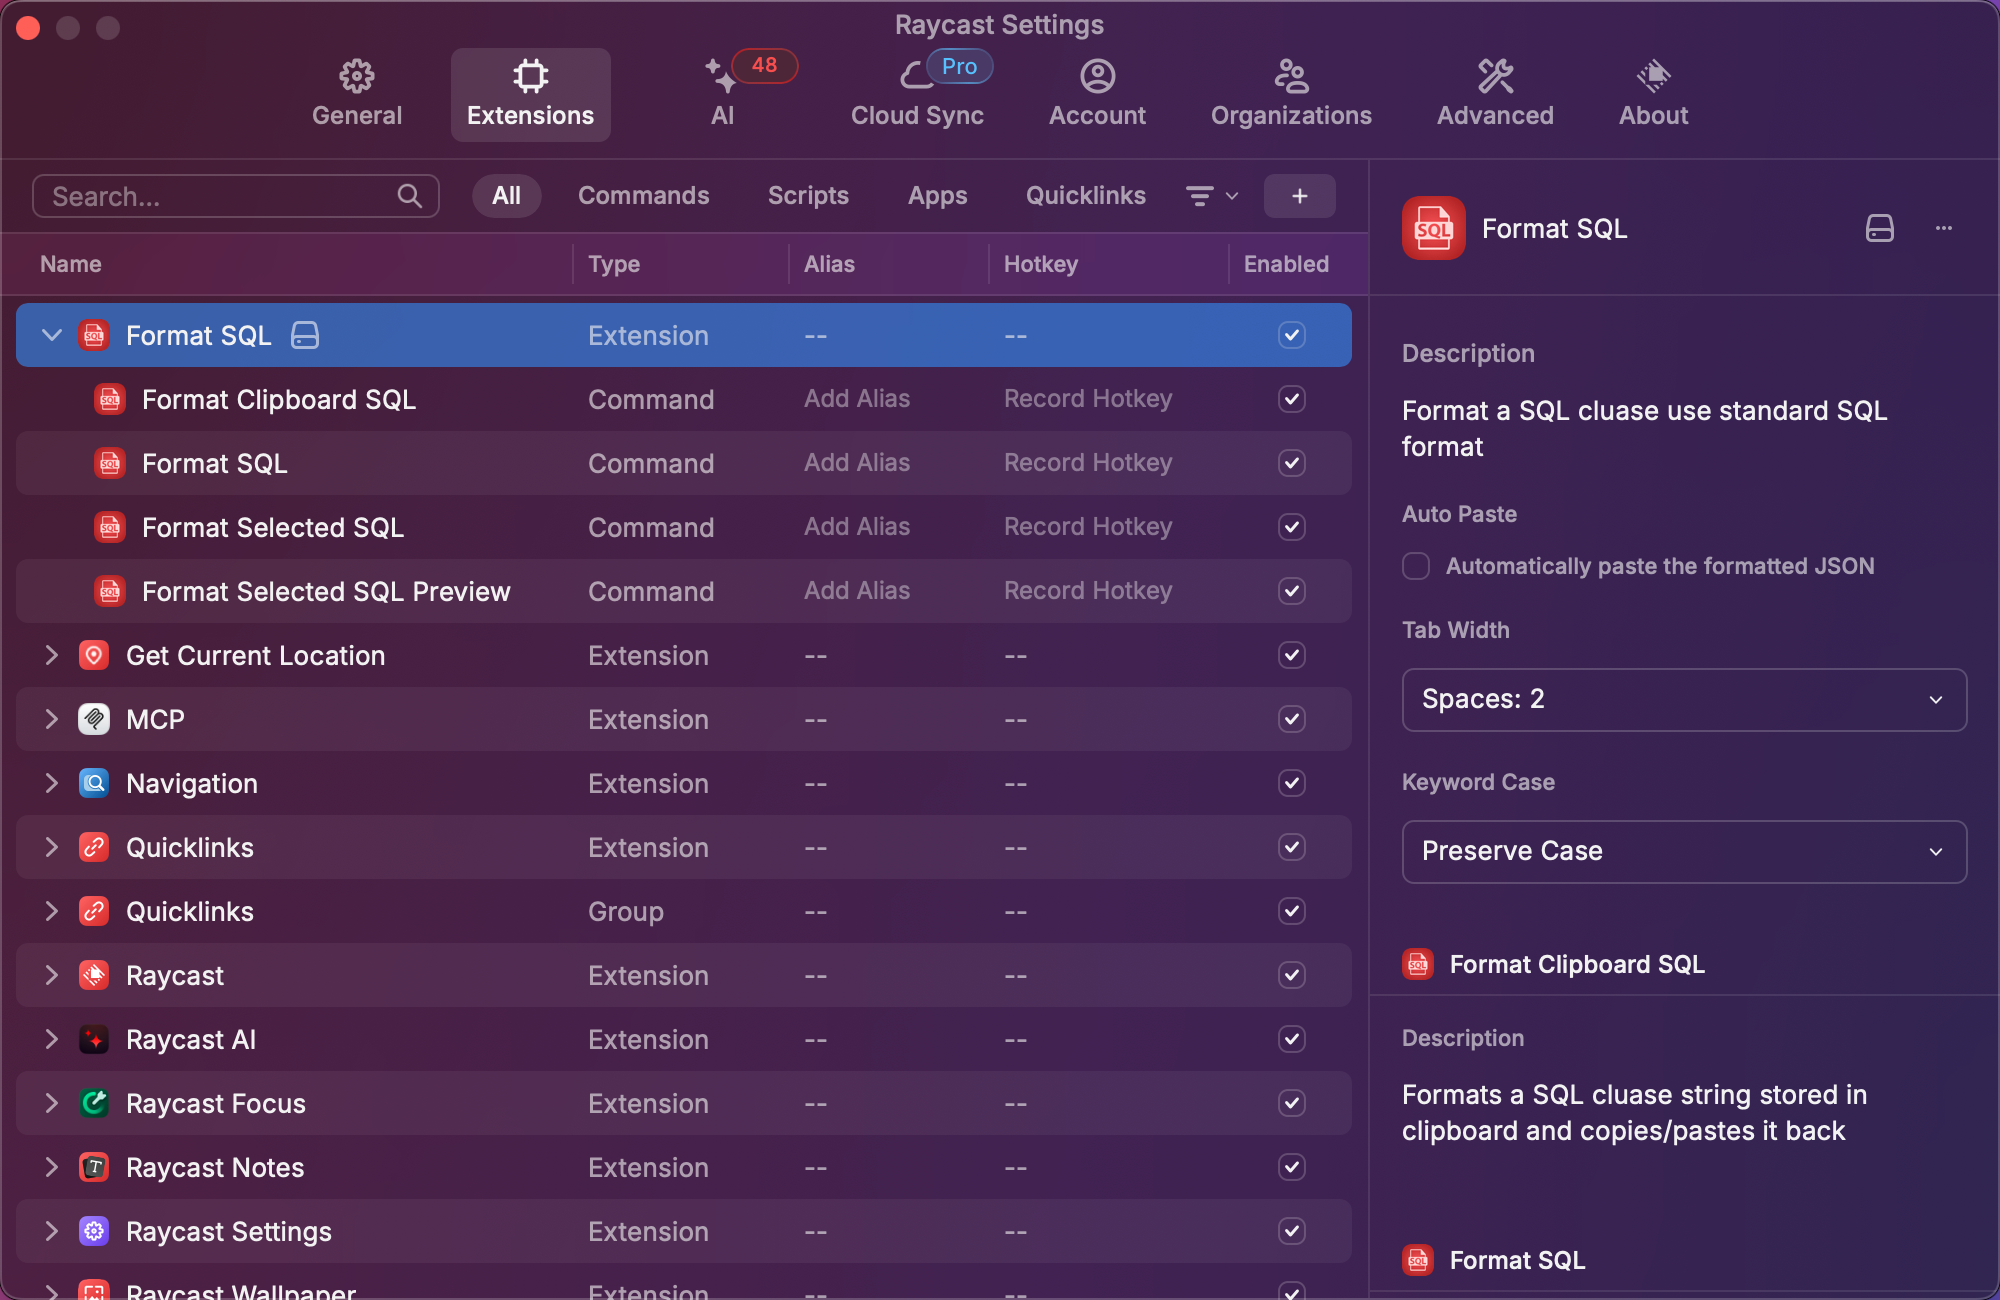 Raycast Settings
General
Extensions
48
AI
Pro
Cloud Sync
Account
Organizations
Advanced
About
Search...
All
Commands
Scripts
Apps
Quicklinks
+
Name Type Alias Hotkey Enabled
Format SQL Extension -- --
Format Clipboard SQL Command Add Alias Record Hotkey
Format SQL Command Add Alias Record Hotkey
Format Selected SQL Command Add Alias Record Hotkey
Format Selected SQL Preview Command Add Alias Record Hotkey
Get Current Location Extension -- --
MCP Extension -- --
Navigation Extension -- --
Quicklinks Extension -- --
Quicklinks Group -- --
Raycast Extension -- --
Raycast AI Extension -- --
Raycast Focus Extension -- --
Raycast Notes Extension -- --
Raycast Settings Extension -- --
Raycast Wallpaper Extension -- --
SQL
Format SQL
...
Description
Format a SQL cluase use standard SQL
format
Auto Paste
Automatically paste the formatted JSON
Tab Width
Spaces: 2
Keyword Case
Preserve Case
Format Clipboard SQL
Description
Formats a SQL cluase string stored in
clipboard and copies/pastes it back
Format SQL